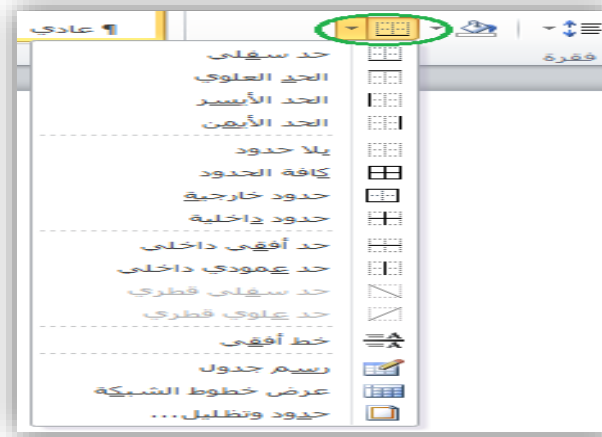 ¶ عادي
فقرة
حد سفلي
الحد العلوي
الحد الأيسر
الحد الأيمن
بلا حدود
كافة الحدود
حدود خارجية
حدود داخلية
حد أفقي داخلي
حد عمودي داخلي
حد سفلي قطري
حد علوي قطري
خط أفقي
رسم جدول
عرض خطوط الشبكة
حدود وتظليل...